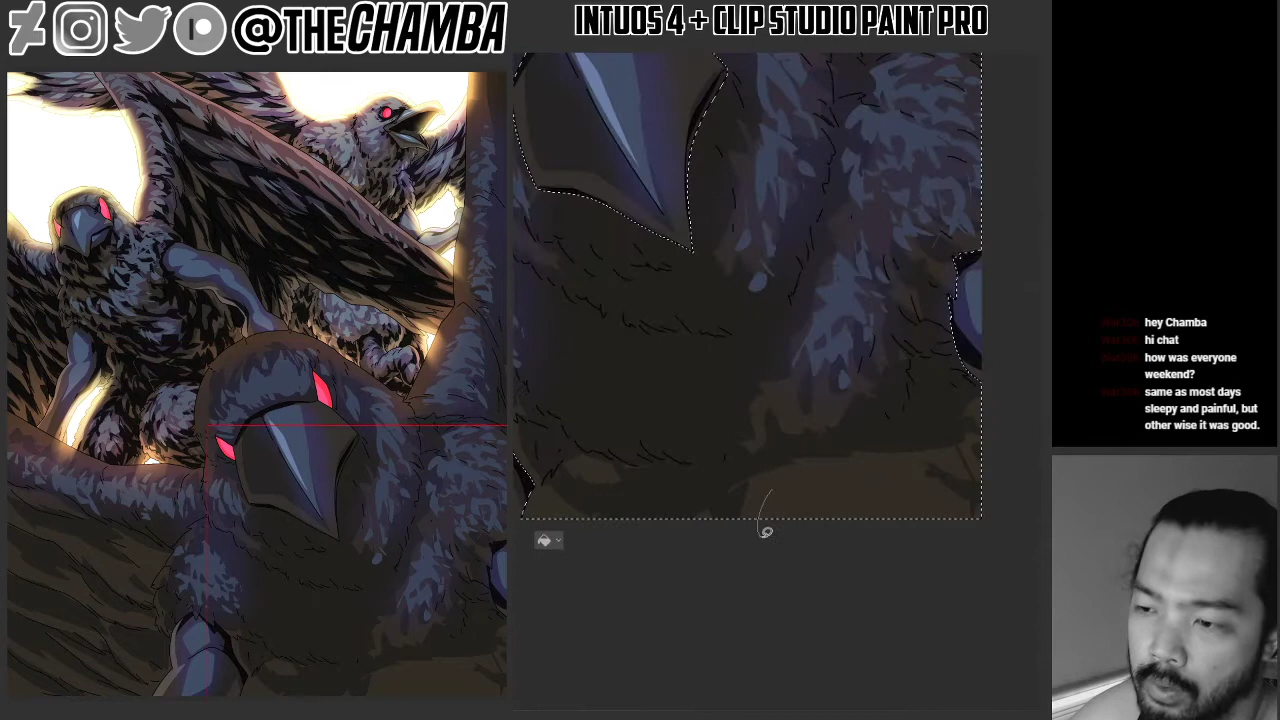 @THECHAMBA
INTUOS 4 + CLIP STUDIO PAINT PRO
hey Chamba
hi chat
how was everyone
weekend?
same as most days
sleepy and painful, but
other wise it was good.